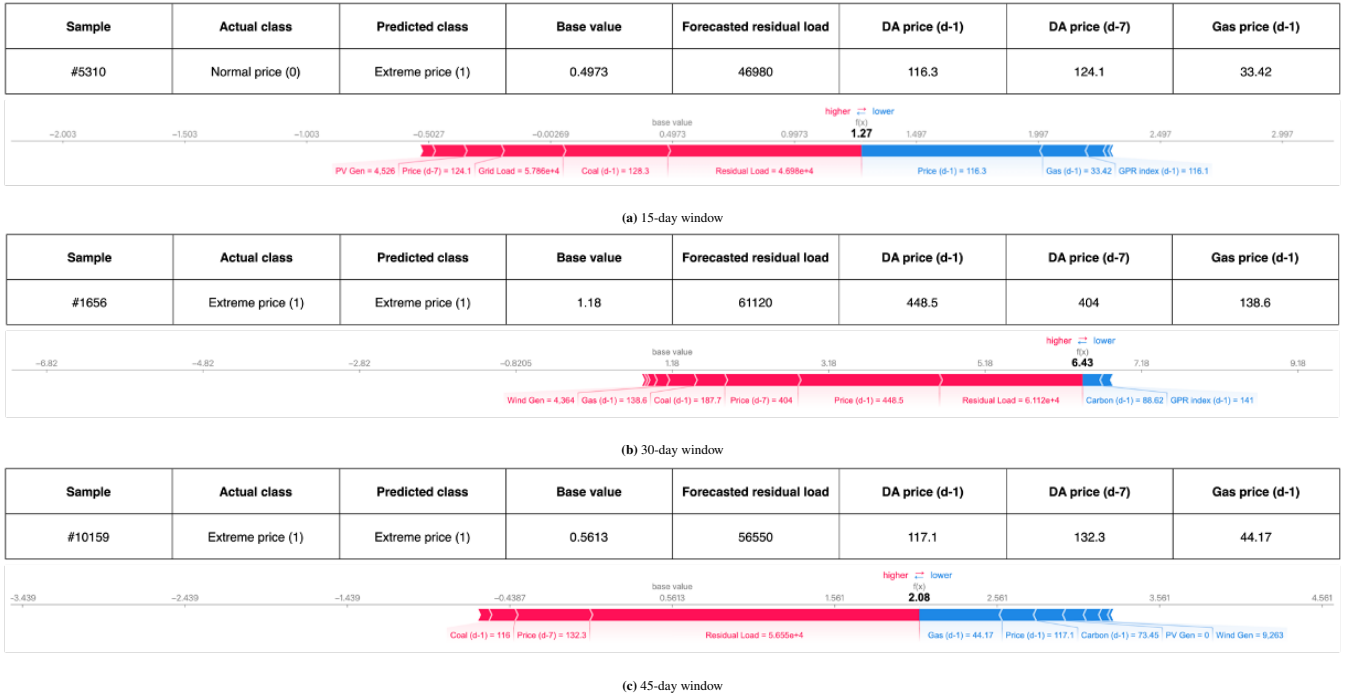 Sample Actual class Predicted class Base value Forecasted residual load DA price (d-1) DA price (d-7) Gas price (d-1)
#5310 Normal price (0) Extreme price (1) 0.4973 46980 116.3 124.1 33.42
higher ⇄ lower
base value f(x)
−2.003 −1.503 −1.003 −0.5027 −0.00269 0.4973 0.9973 1.27 1.497 1.997 2.497 2.997
PV Gen = 4,526 Price (d-7) = 124.1 Grid Load = 5.786e+4 Coal (d-1) = 128.3 Residual Load = 4.698e+4 Price (d-1) = 116.3 Gas (d-1) = 33.42 GPR index (d-1) = 116.1
(a) 15-day window
Sample Actual class Predicted class Base value Forecasted residual load DA price (d-1) DA price (d-7) Gas price (d-1)
#1656 Extreme price (1) Extreme price (1) 1.18 61120 448.5 404 138.6
higher ⇄ lower
base value f(x)
−6.82 −4.82 −2.82 −0.8205 1.18 3.18 5.18 6.43 7.18 9.18
Wind Gen = 4,364 Gas (d-1) = 138.6 Coal (d-1) = 187.7 Price (d-7) = 404 Price (d-1) = 448.5 Residual Load = 6.112e+4 Carbon (d-1) = 88.62 GPR index (d-1) = 141
(b) 30-day window
Sample Actual class Predicted class Base value Forecasted residual load DA price (d-1) DA price (d-7) Gas price (d-1)
#10159 Extreme price (1) Extreme price (1) 0.5613 56550 117.1 132.3 44.17
higher ⇄ lower
base value f(x)
−3.439 −2.439 −1.439 −0.4387 0.5613 1.561 2.08 2.561 3.561 4.561
Coal (d-1) = 116 Price (d-7) = 132.3 Residual Load = 5.655e+4 Gas (d-1) = 44.17 Price (d-1) = 117.1 Carbon (d-1) = 73.45 PV Gen = 0 Wind Gen = 9,263
(c) 45-day window